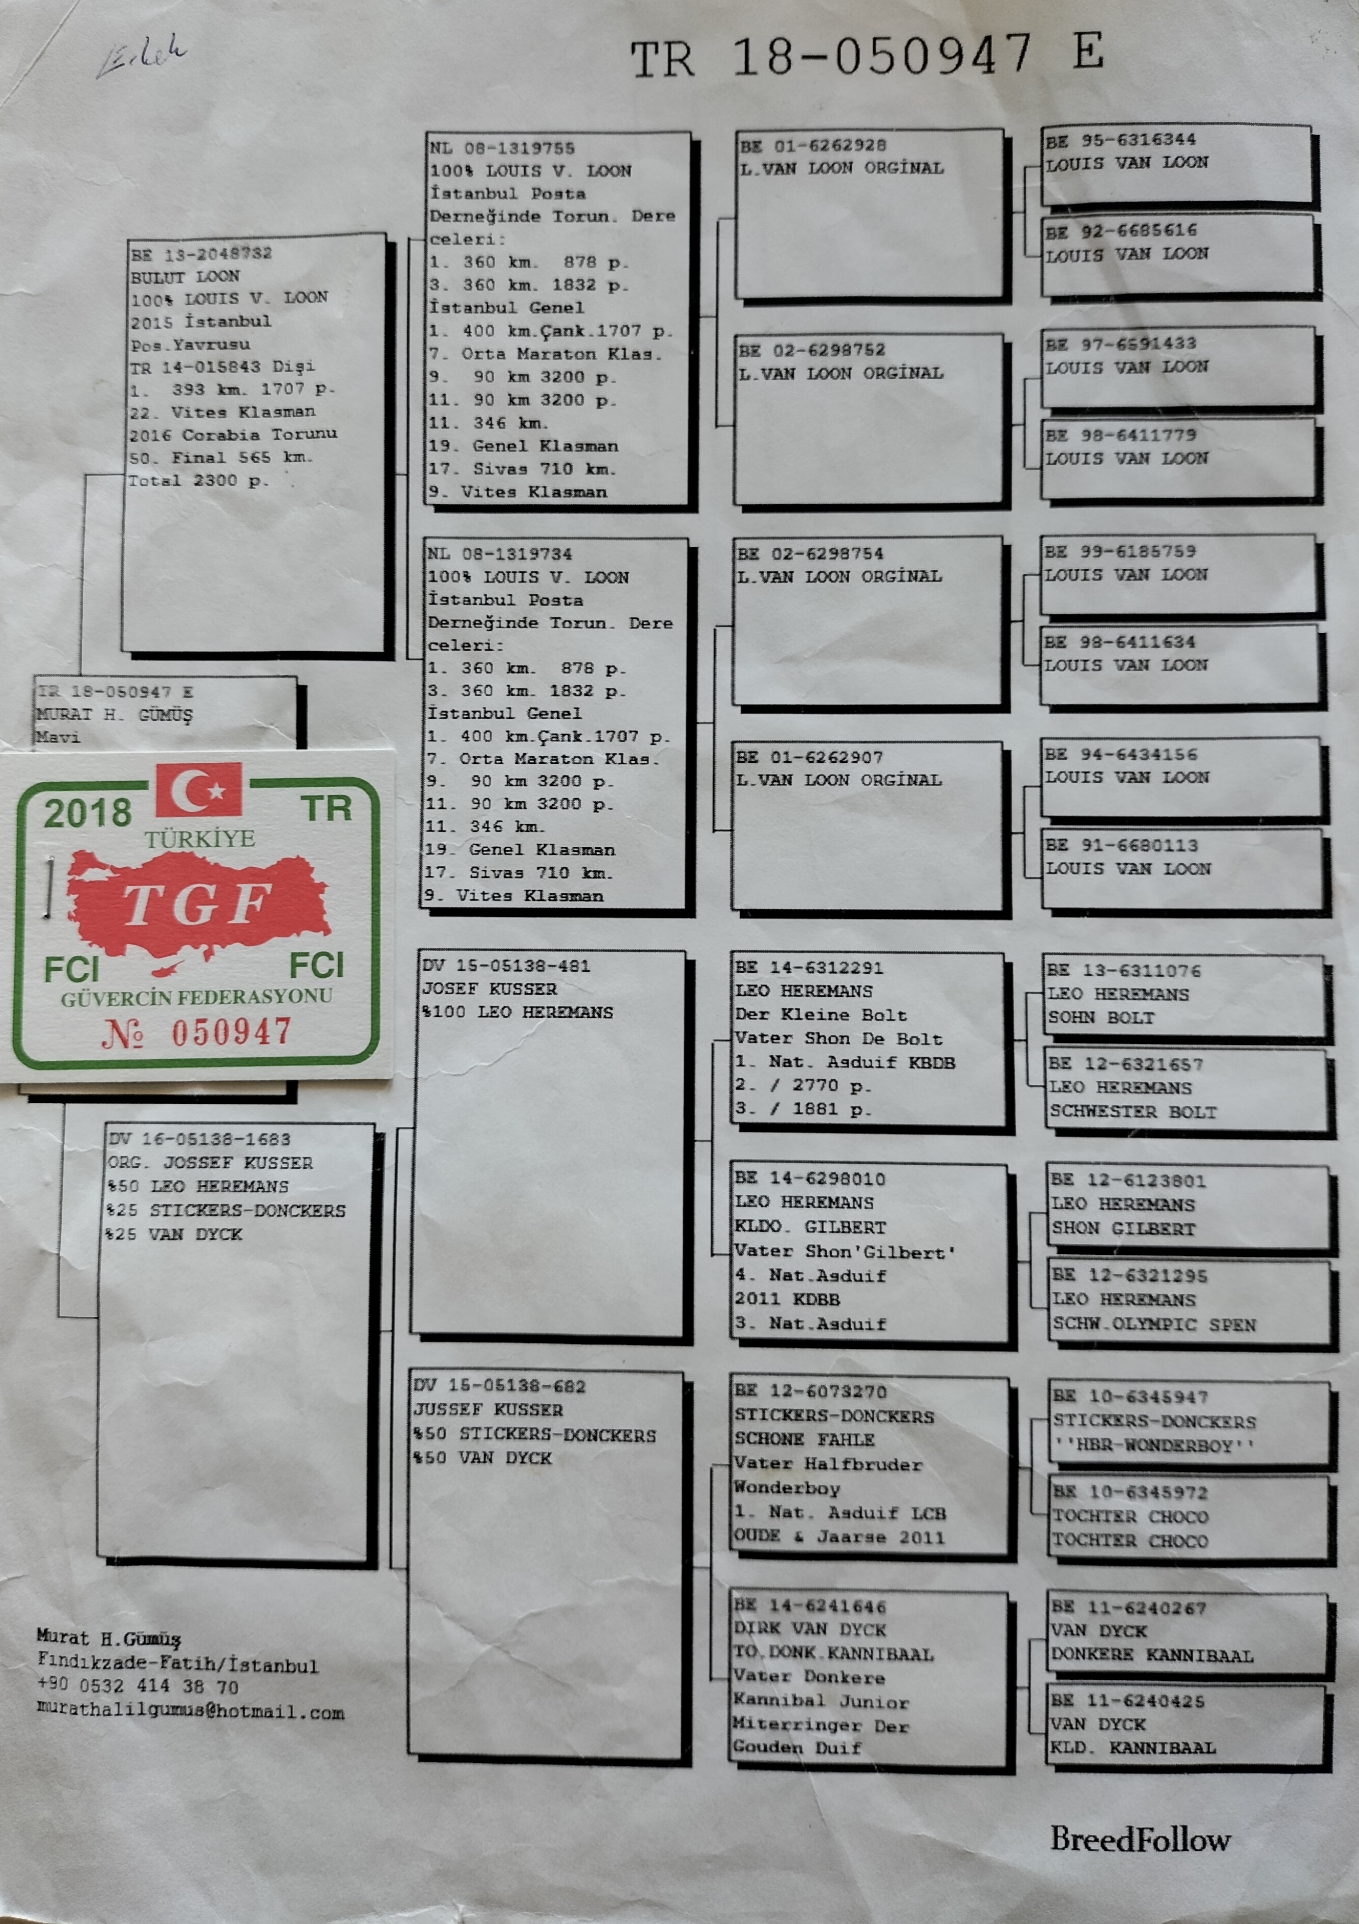 Erkek
TR 18-050947 E
BE 13-2048732
BULUT LOON
100% LOUIS V. LOON
2015 İstanbul
Pos.Yavrusu
TR 14-015843 Dişi
1. 393 km. 1707 p.
22. Vites Klasman
2016 Corabia Torunu
50. Final 565 km.
Total 2300 p.
TR 18-050947 E
MURAT H. GÜMÜŞ
Mavi
2018 TR
TÜRKİYE
TGF
FCI FCI
GÜVERCİN FEDERASYONU
№ 050947
DV 16-05138-1683
ORG. JOSSEF KUSSER
%50 LEO HEREMANS
%25 STICKERS-DONCKERS
%25 VAN DYCK
NL 08-1319755
100% LOUIS V. LOON
İstanbul Posta
Derneğinde Torun. Dere
celeri:
1. 360 km. 878 p.
3. 360 km. 1832 p.
İstanbul Genel
1. 400 km.Çank.1707 p.
7. Orta Maraton Klas.
9. 90 km 3200 p.
11. 90 km 3200 p.
11. 346 km.
19. Genel Klasman
17. Sivas 710 km.
9. Vites Klasman
NL 08-1319734
100% LOUIS V. LOON
İstanbul Posta
Derneğinde Torun. Dere
celeri:
1. 360 km. 878 p.
3. 360 km. 1832 p.
İstanbul Genel
1. 400 km.Çank.1707 p.
7. Orta Maraton Klas.
9. 90 km 3200 p.
11. 90 km 3200 p.
11. 346 km.
19. Genel Klasman
17. Sivas 710 km.
9. Vites Klasman
DV 15-05138-481
JOSEF KUSSER
%100 LEO HEREMANS
DV 15-05138-682
JUSSEF KUSSER
%50 STICKERS-DONCKERS
%50 VAN DYCK
BE 01-6262928
L.VAN LOON ORGİNAL
BE 02-6298752
L.VAN LOON ORGİNAL
BE 02-6298754
L.VAN LOON ORGİNAL
BE 01-6262907
L.VAN LOON ORGİNAL
BE 14-6312291
LEO HEREMANS
Der Kleine Bolt
Vater Shon De Bolt
1. Nat. Asduif KBDB
2. / 2770 p.
3. / 1881 p.
BE 14-6298010
LEO HEREMANS
KLDO. GILBERT
Vater Shon'Gilbert'
4. Nat.Asduif
2011 KDBB
3. Nat.Asduif
BE 12-6073270
STICKERS-DONCKERS
SCHONE FAHLE
Vater Halfbruder
Wonderboy
1. Nat. Asduif LCB
OUDE & Jaarse 2011
BE 14-6241646
DIRK VAN DYCK
TO.DONK.KANNIBAAL
Vater Donkere
Kannibal Junior
Miterringer Der
Gouden Duif
BE 95-6316344
LOUIS VAN LOON
BE 92-6685616
LOUIS VAN LOON
BE 97-6591433
LOUIS VAN LOON
BE 98-6411779
LOUIS VAN LOON
BE 99-6185759
LOUIS VAN LOON
BE 98-6411634
LOUIS VAN LOON
BE 94-6434156
LOUIS VAN LOON
BE 91-6680113
LOUIS VAN LOON
BE 13-6311076
LEO HEREMANS
SOHN BOLT
BE 12-6321657
LEO HEREMANS
SCHWESTER BOLT
BE 12-6123801
LEO HEREMANS
SHON GILBERT
BE 12-6321295
LEO HEREMANS
SCHW.OLYMPIC SPEN
BE 10-6345947
STICKERS-DONCKERS
''HBR-WONDERBOY''
BE 10-6345972
TOCHTER CHOCO
TOCHTER CHOCO
BE 11-6240267
VAN DYCK
DONKERE KANNIBAAL
BE 11-6240425
VAN DYCK
KLD. KANNIBAAL
Murat H.Gümüş
Fındıkzade-Fatih/İstanbul
+90 0532 414 38 70
murathalilgumus@hotmail.com
BreedFollow